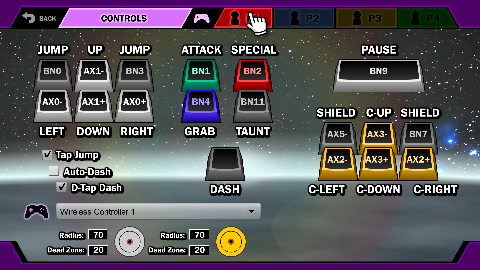 BACK
CONTROLS
P2
P3
P4
JUMP UP JUMP ATTACK SPECIAL PAUSE
BN0 AX1- BN3 BN1 BN2 BN9
AX0- AX1+ AX0+ BN4 BN11
LEFT DOWN RIGHT GRAB TAUNT
SHIELD C-UP SHIELD
AX5- AX3- BN7
AX2- AX3+ AX2+
C-LEFT C-DOWN C-RIGHT
DASH
Tap Jump
Auto-Dash
D-Tap Dash
Wireless Controller 1
Radius: 70 Radius: 70
Dead Zone: 20 Dead Zone: 20